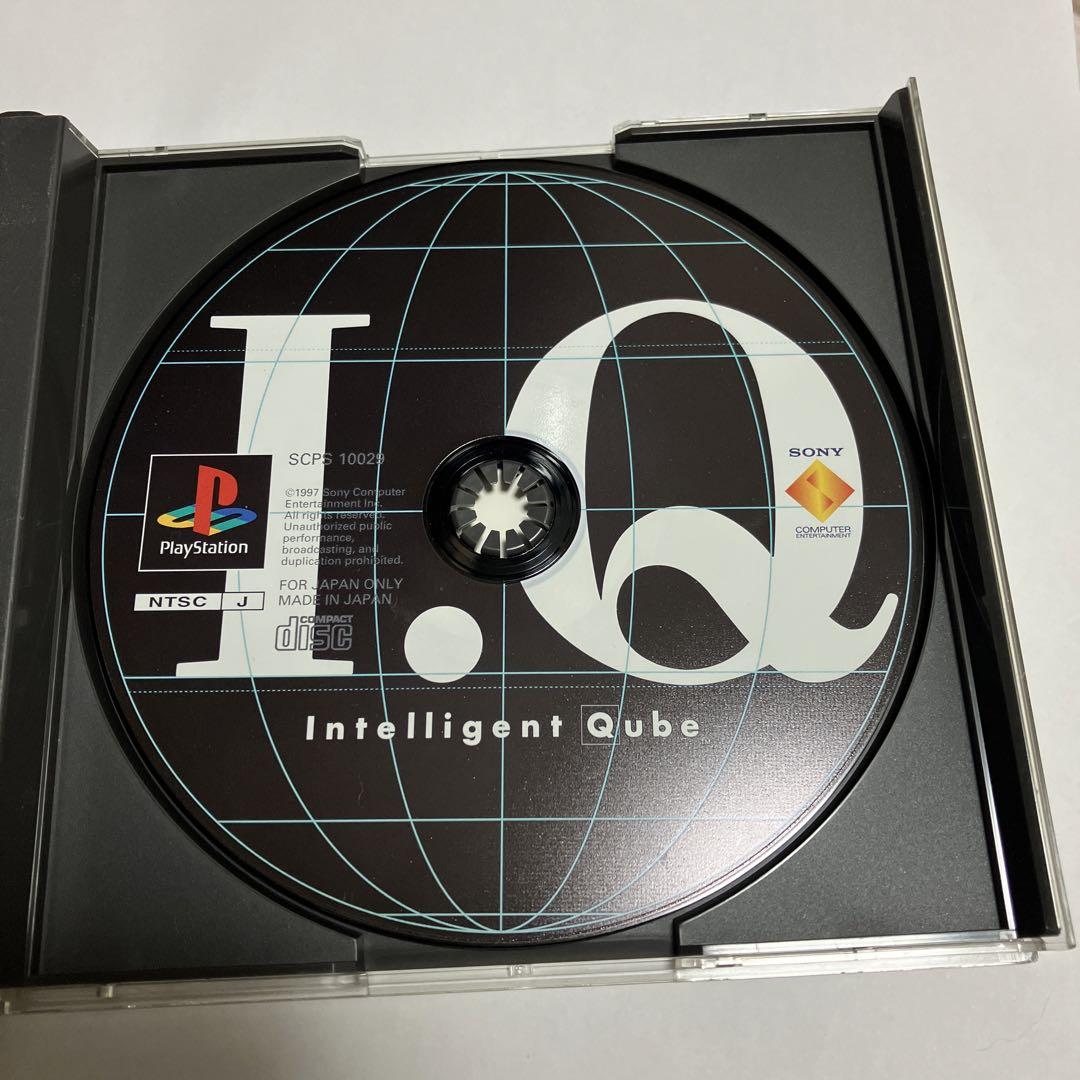 I.Q
SCPS 10029
©1997 Sony Computer
Entertainment Inc.
All rights reserved.
Unauthorized public
performance,
broadcasting, and
duplication prohibited.
FOR JAPAN ONLY
MADE IN JAPAN
PlayStation
NTSC J
COMPACT
disc
SONY
COMPUTER
ENTERTAINMENT
Intelligent Qube